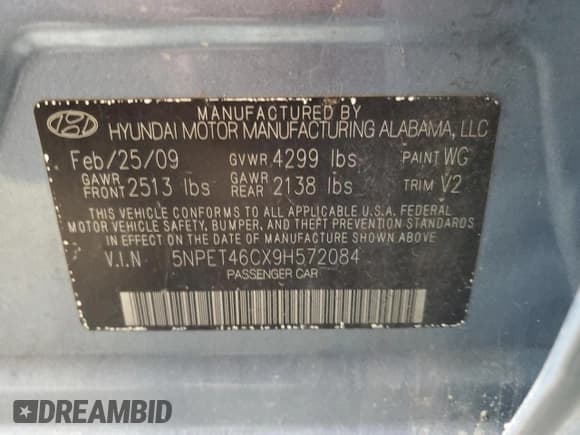 MANUFACTURED BY
HYUNDAI MOTOR MANUFACTURING ALABAMA, LLC
Feb/25/09 GVWR 4299 lbs PAINT WG
GAWR FRONT 2513 lbs GAWR REAR 2138 lbs TRIM V2
THIS VEHICLE CONFORMS TO ALL APPLICABLE U.S.A. FEDERAL
MOTOR VEHICLE SAFETY, BUMPER, AND THEFT PREVENTION STANDARDS
IN EFFECT ON THE DATE OF MANUFACTURE SHOWN ABOVE.
V.I.N 5NPET46CX9H572084
PASSENGER CAR
DREAMBID